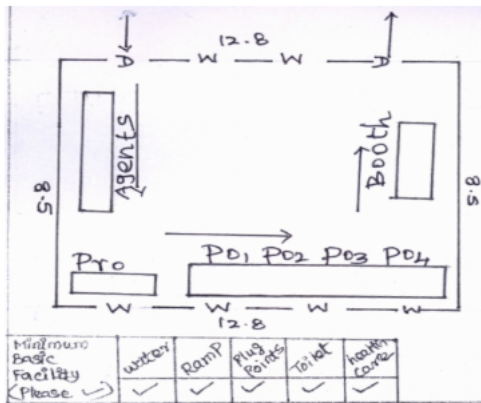 12.8
A W W A
8.5
Agents
Booth
8.5
Pro PO1 PO2 PO3 PO4
W W W W
12.8
Minimum
Basic
Facility
(Please ✓)
water
Ramp
Plug
Points
Toilet
health
care
✓ ✓ ✓ ✓ ✓